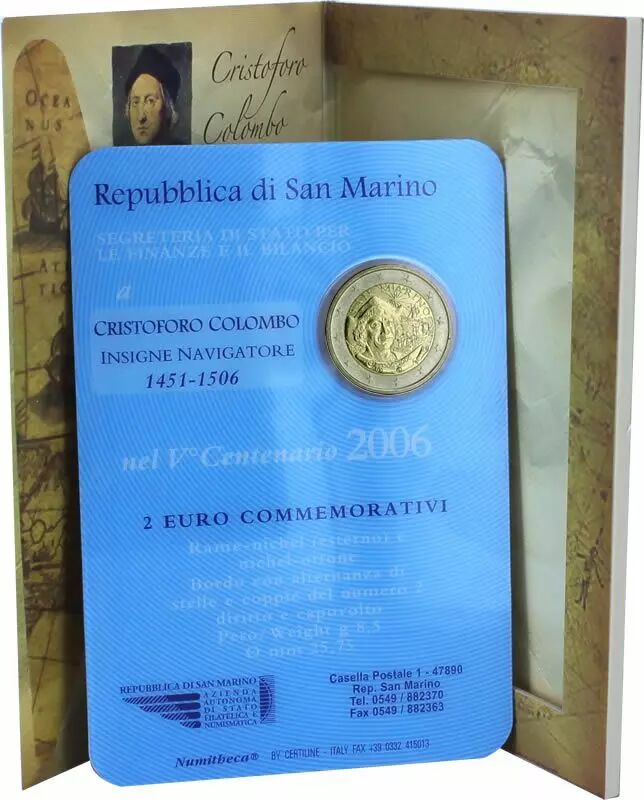 Cristoforo
Colombo
OCEA
NUS
Repubblica di San Marino
SEGRETERIA DI STATO PER
LE FINANZE E IL BILANCIO
a
CRISTOFORO COLOMBO
INSIGNE NAVIGATORE
1451-1506
SAN MARINO
nel V° Centenario 2006
2 EURO COMMEMORATIVI
Rame-nichel (esterno) e
nichel-ottone
Bordo con alternanza di
stelle e coppie del numero 2
diritto e capovolto
Peso/Weight g 8.5
Ø mm 25,75
REPUBBLICA DI SAN MARINO
AZIENDA
AUTONOMA
DI STATO
FILATELICA E
NUMISMATICA
Casella Postale 1 - 47890
Rep. San Marino
Tel. 0549 / 882370
Fax 0549 / 882363
Numitheca® BY CERTILINE - ITALY FAX +39 0332 415013